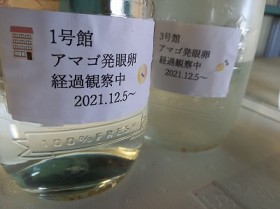 1号館
アマゴ発眼卵
経過観察中
2021.12.5~
100% FRESH
3号館
アマゴ発眼卵
経過観察中
2021.12.5~